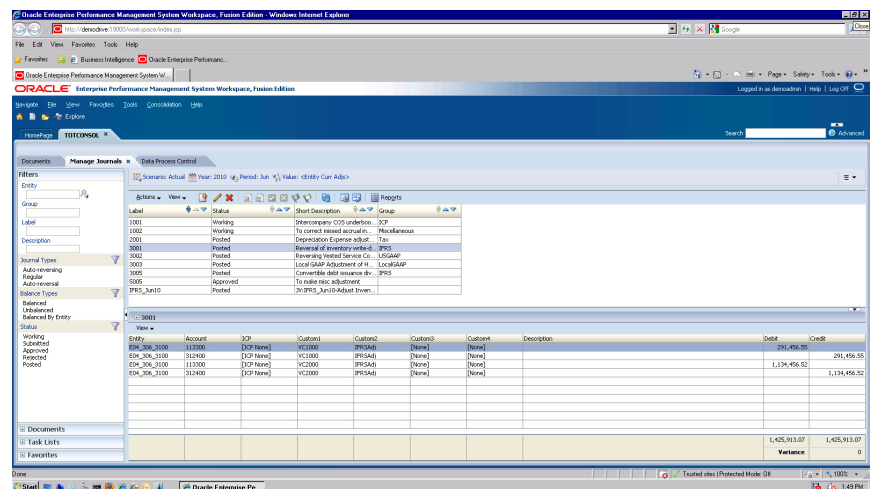 Oracle Enterprise Performance Management System Workspace, Fusion Edition - Windows Internet Explorer
http://demodrive:19000/workspace/index.jsp
Google
Close
File Edit View Favorites Tools Help
Favorites Business Intelligence Oracle Enterprise Performanc...
Oracle Enterprise Performance Management System W...
Page Safety Tools
ORACLE Enterprise Performance Management System Workspace, Fusion Edition
Logged in as demoadmin | Help | Log Off
Navigate File View Favorites Tools Consolidation Help
Explore
HomePage TOTCONSOL
Search Advanced
Documents Manage Journals Data Process Control
Filters
Scenario: Actual Year: 2010 Period: Jun Value: <Entity Curr Adjs>
Entity
Group
Label
Description
Journal Types
Auto-reversing
Regular
Auto-reversal
Balance Types
Balanced
Unbalanced
Balanced By Entity
Status
Working
Submitted
Approved
Rejected
Posted
Documents
Task Lists
Favorites
Actions View Reports
Label Status Short Description Group
1001 Working Intercompany COS underboo... ICP
1002 Working To correct missed accrual in... Miscellaneous
2001 Posted Depreciation Expense adjust... Tax
3001 Posted Reversal of inventory write-d... IFRS
3002 Posted Reversing Vested Service Co... USGAAP
3003 Posted Local GAAP Adjustment of H... LocalGAAP
3005 Posted Convertible debt issuance div... IFRS
5005 Approved To make misc adjustment
IFRS_Jun10 Posted JV:IFRS_Jun10-Adjust Inven...
3001
View
Entity Account ICP Custom1 Custom2 Custom3 Custom4 Description Debit Credit
E04_306_3100 113300 [ICP None] VC1000 IFRSAdj [None] [None] 291,456.55
E04_306_3100 312400 [ICP None] VC1000 IFRSAdj [None] [None] 291,456.55
E04_306_3100 113300 [ICP None] VC2000 IFRSAdj [None] [None] 1,134,456.52
E04_306_3100 312400 [ICP None] VC2000 IFRSAdj [None] [None] 1,134,456.52
1,425,913.07 1,425,913.07
Variance 0
Done
Trusted sites | Protected Mode: Off 100%
Start Oracle Enterprise Pe... 1:49 PM